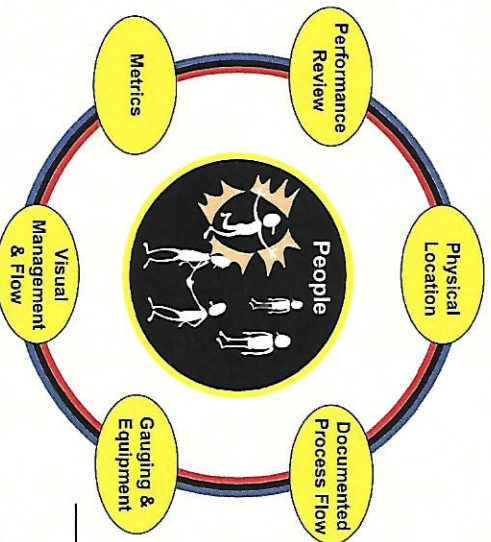 Physical
Location
Performance
Review
Documented
Process Flow
People
Metrics
Gauging &
Equipment
Visual
Management
& Flow